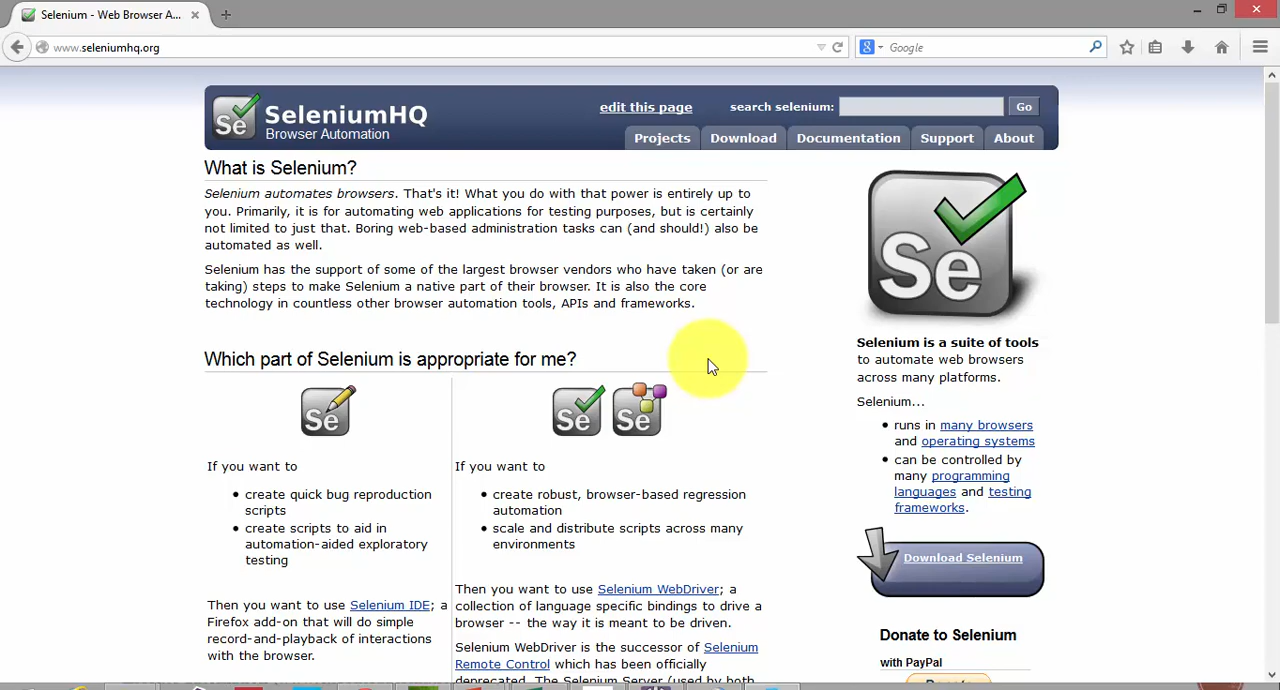 Selenium - Web Browser A...
www.seleniumhq.org
Google
SeleniumHQ
Browser Automation
edit this page
search selenium:
Go
Projects
Download
Documentation
Support
About
What is Selenium?
Selenium automates browsers. That's it! What you do with that power is entirely up to
you. Primarily, it is for automating web applications for testing purposes, but is certainly
not limited to just that. Boring web-based administration tasks can (and should!) also be
automated as well.
Selenium has the support of some of the largest browser vendors who have taken (or are
taking) steps to make Selenium a native part of their browser. It is also the core
technology in countless other browser automation tools, APIs and frameworks.
Which part of Selenium is appropriate for me?
Se
If you want to
create quick bug reproduction
scripts
create scripts to aid in
automation-aided exploratory
testing
Then you want to use Selenium IDE; a
Firefox add-on that will do simple
record-and-playback of interactions
with the browser.
Se Se
If you want to
create robust, browser-based regression
automation
scale and distribute scripts across many
environments
Then you want to use Selenium WebDriver; a
collection of language specific bindings to drive a
browser -- the way it is meant to be driven.
Selenium WebDriver is the successor of Selenium
Remote Control which has been officially
deprecated. The Selenium Server (used by both
Se
Selenium is a suite of tools
to automate web browsers
across many platforms.
Selenium...
runs in many browsers
and operating systems
can be controlled by
many programming
languages and testing
frameworks.
Download Selenium
Donate to Selenium
with PayPal
Donate